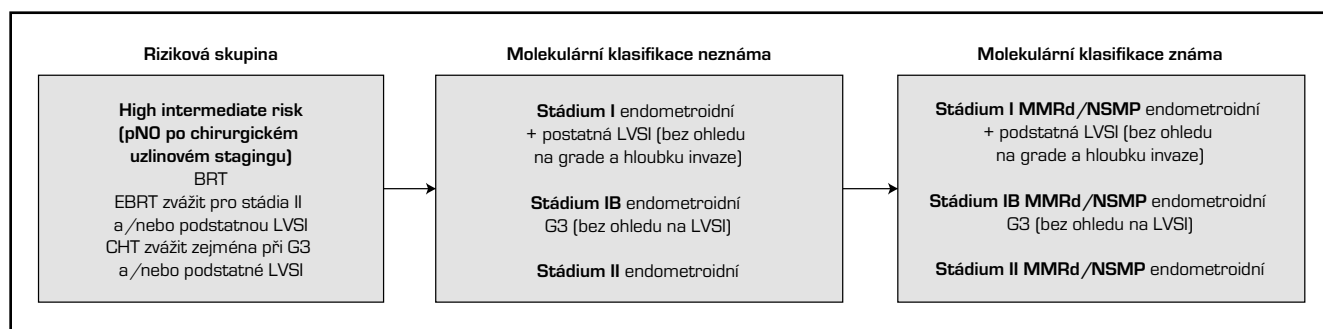 Riziková skupina
High intermediate risk
(pN0 po chirurgickém
uzlinovém stagingu)
BRT
EBRT zvážit pro stádia II
a/nebo podstatnou LVSI
CHT zvážit zejména při G3
a/nebo podstatné LVSI
Molekulární klasifikace neznáma
Stádium I endometroidní
+ postatná LVSI (bez ohledu
na grade a hloubku invaze)
Stádium IB endometroidní
G3 (bez ohledu na LVSI)
Stádium II endometroidní
Molekulární klasifikace známa
Stádium I MMRd/NSMP endometroidní
+ podstatná LVSI (bez ohledu
na grade a hloubku invaze)
Stádium IB MMRd/NSMP endometroidní
G3 (bez ohledu na LVSI)
Stádium II MMRd/NSMP endometroidní